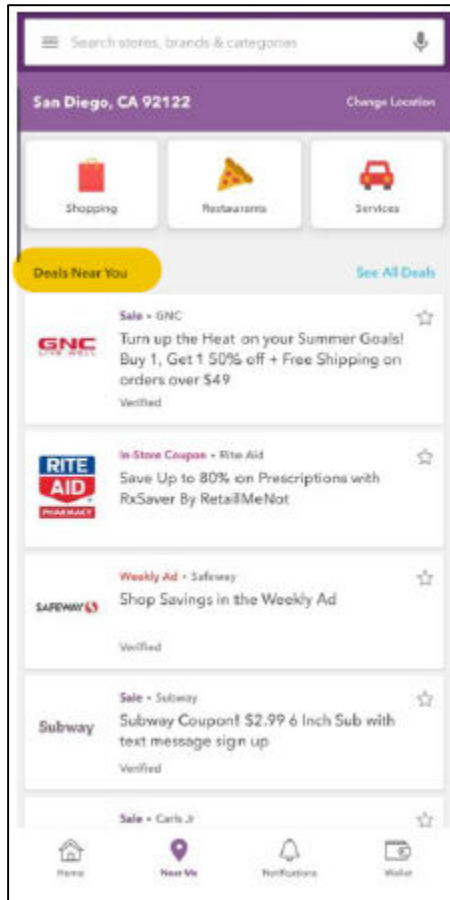 Search stores, brands & categories
San Diego, CA 92122
Change Location
Shopping
Restaurants
Services
Deals Near You
See All Deals
Sale • GNC
GNC
LIVE WELL
Turn up the Heat on your Summer Goals!
Buy 1, Get 1 50% off + Free Shipping on
orders over $49
Verified
In-Store Coupon • Rite Aid
RITE
AID
PHARMACY
Save Up to 80% on Prescriptions with
RxSaver By RetailMeNot
Weekly Ad • Safeway
SAFEWAY
Shop Savings in the Weekly Ad
Verified
Sale • Subway
Subway
Subway Coupon! $2.99 6 Inch Sub with
text message sign up
Verified
Sale • Carls Jr
Home
Near Me
Notifications
Wallet